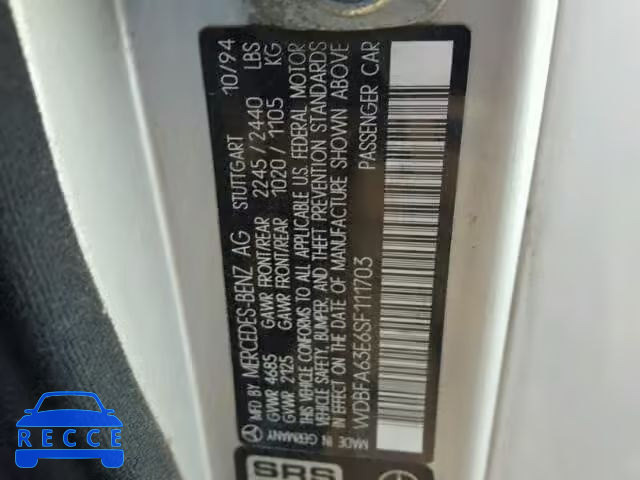 MFD BY MERCEDES-BENZ AG STUTTGART 10/94
GVWR 4685 GAWR FRONT/REAR 2245/2440 LBS
GVWR 2125 GAWR FRONT/REAR 1020/1105 KG
THIS VEHICLE CONFORMS TO ALL APPLICABLE U.S. FEDERAL MOTOR
VEHICLE SAFETY, BUMPER, AND THEFT PREVENTION STANDARDS
IN EFFECT ON THE DATE OF MANUFACTURE SHOWN ABOVE
WDBFA63E6SF111703 PASSENGER CAR
MADE IN GERMANY
SRS
RECCE